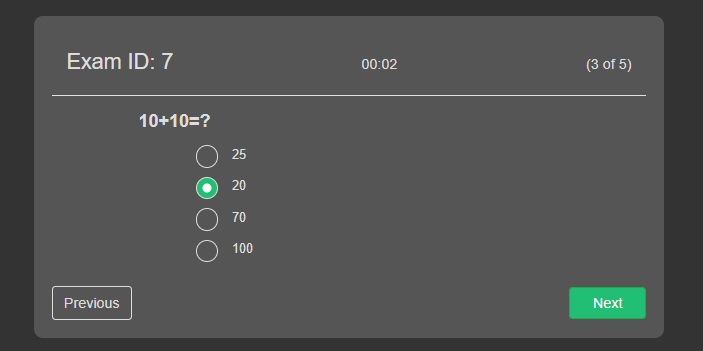 Exam ID: 7
00:02
(3 of 5)
10+10=?
25
20
70
100
Previous
Next